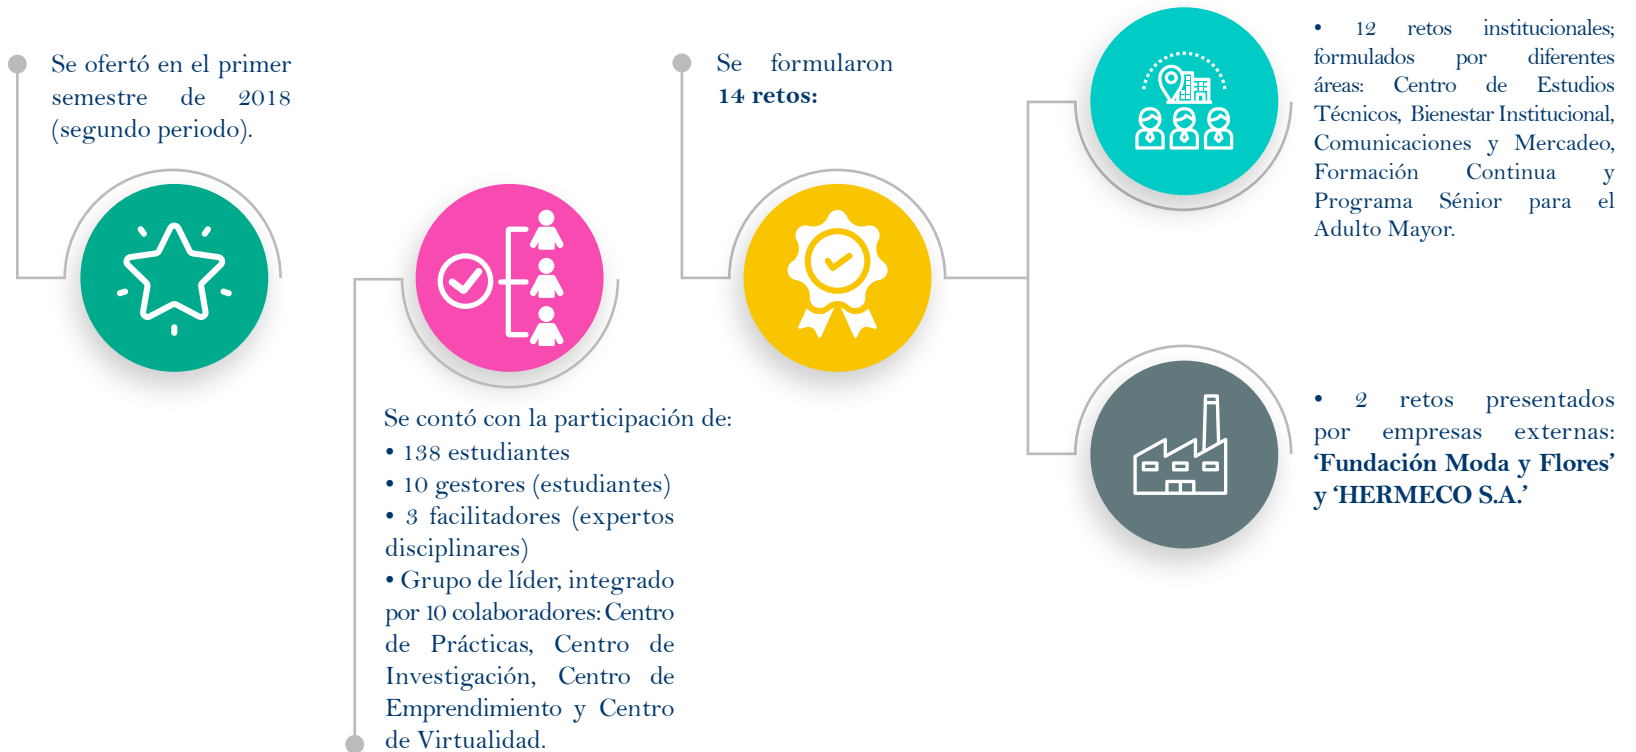 Se ofertó en el primer
semestre de 2018
(segundo periodo).
Se contó con la participación de:
• 138 estudiantes
• 10 gestores (estudiantes)
• 3 facilitadores (expertos
disciplinares)
• Grupo de líder, integrado
por 10 colaboradores: Centro
de Prácticas, Centro de
Investigación, Centro de
Emprendimiento y Centro
de Virtualidad.
Se formularon
14 retos:
• 12 retos institucionales;
formulados por diferentes
áreas: Centro de Estudios
Técnicos, Bienestar Institucional,
Comunicaciones y Mercadeo,
Formación Continua y
Programa Sénior para el
Adulto Mayor.
• 2 retos presentados
por empresas externas:
‘Fundación Moda y Flores’
y ‘HERMECO S.A.’